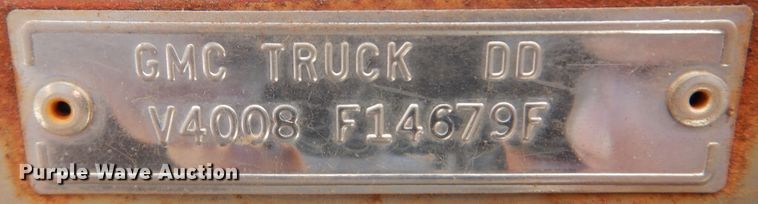 GMC TRUCK DD
V4008 F14679F
Purple Wave Auction